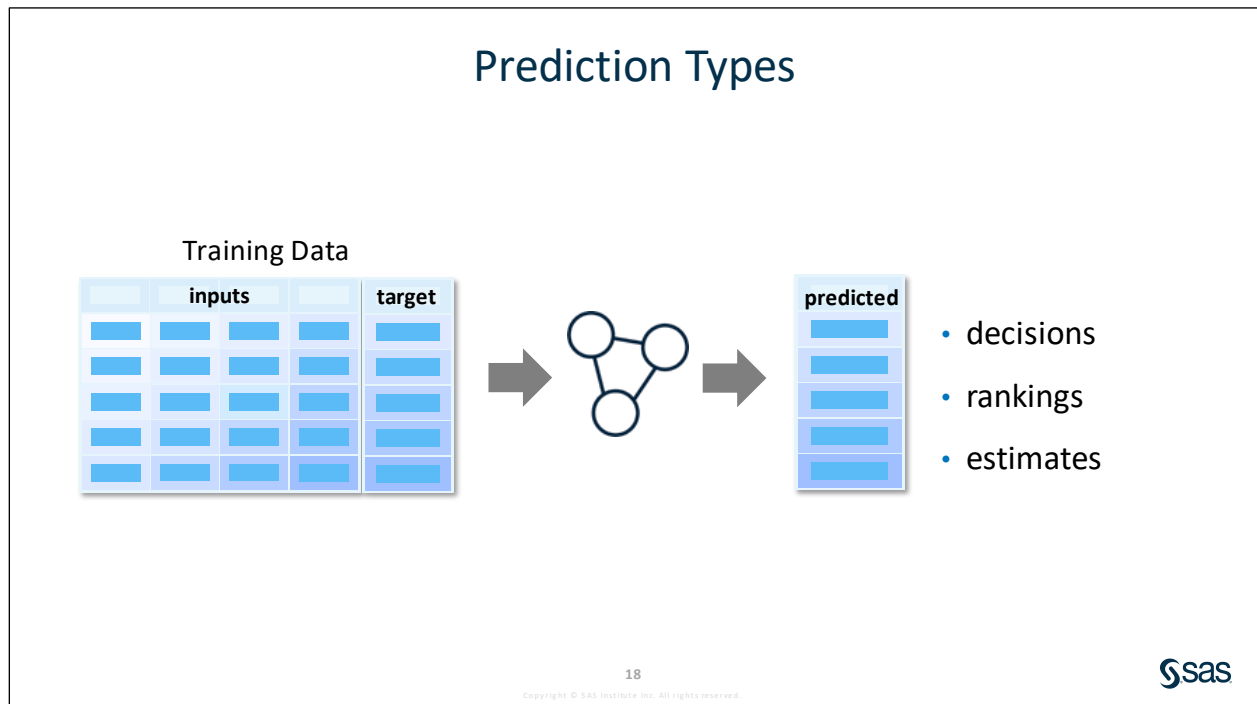 Prediction Types
Training Data
inputs target
predicted
• decisions
• rankings
• estimates
18
Copyright © SAS Institute Inc. All rights reserved.
sas